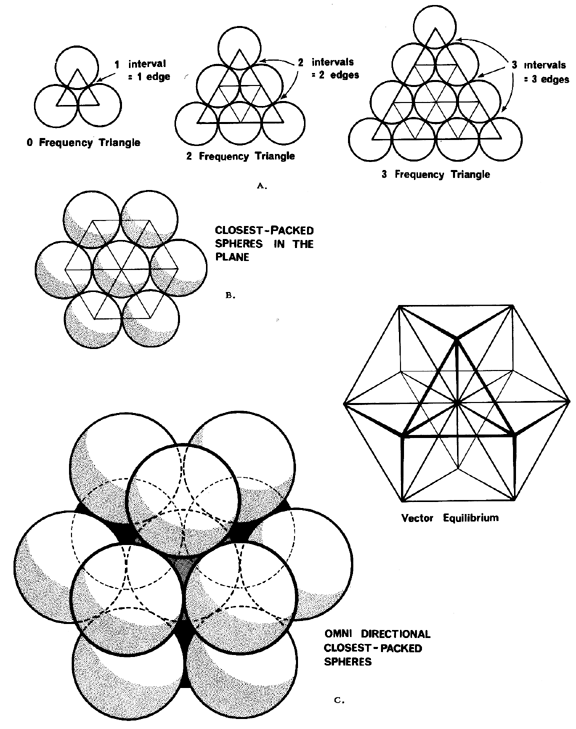 1 interval
= 1 edge
0 Frequency Triangle
2 intervals
= 2 edges
2 Frequency Triangle
3 intervals
= 3 edges
3 Frequency Triangle
A.
CLOSEST-PACKED
SPHERES IN THE
PLANE
B.
Vector Equilibrium
OMNI DIRECTIONAL
CLOSEST-PACKED
SPHERES
C.